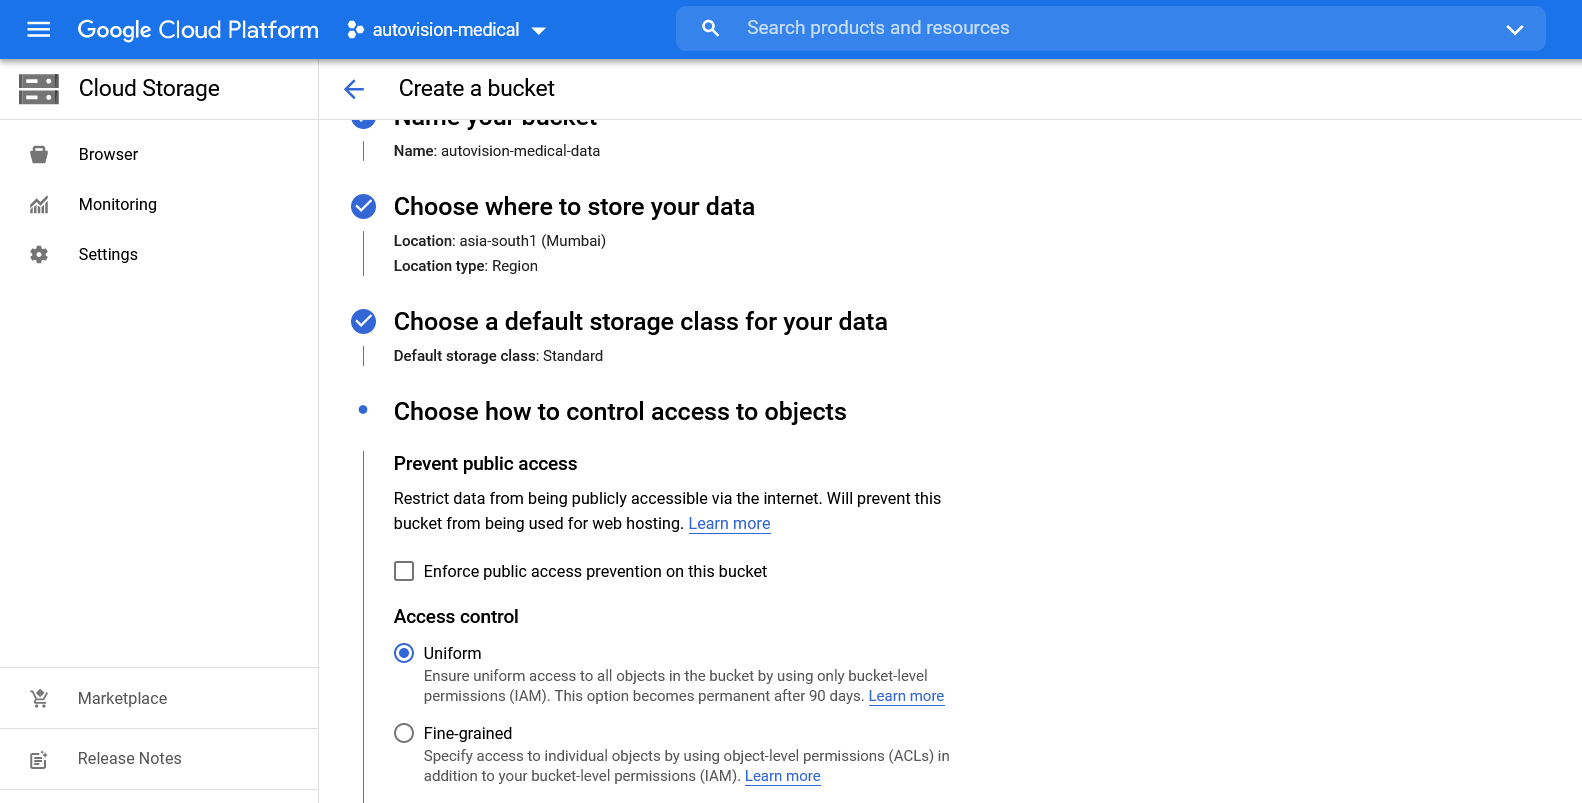 Google Cloud Platform
autovision-medical
Search products and resources
Cloud Storage
Create a bucket
Browser
Monitoring
Settings
Marketplace
Release Notes
Name your bucket
Name: autovision-medical-data
Choose where to store your data
Location: asia-south1 (Mumbai)
Location type: Region
Choose a default storage class for your data
Default storage class: Standard
Choose how to control access to objects
Prevent public access
Restrict data from being publicly accessible via the internet. Will prevent this
bucket from being used for web hosting. Learn more
Enforce public access prevention on this bucket
Access control
Uniform
Ensure uniform access to all objects in the bucket by using only bucket-level
permissions (IAM). This option becomes permanent after 90 days. Learn more
Fine-grained
Specify access to individual objects by using object-level permissions (ACLs) in
addition to your bucket-level permissions (IAM). Learn more